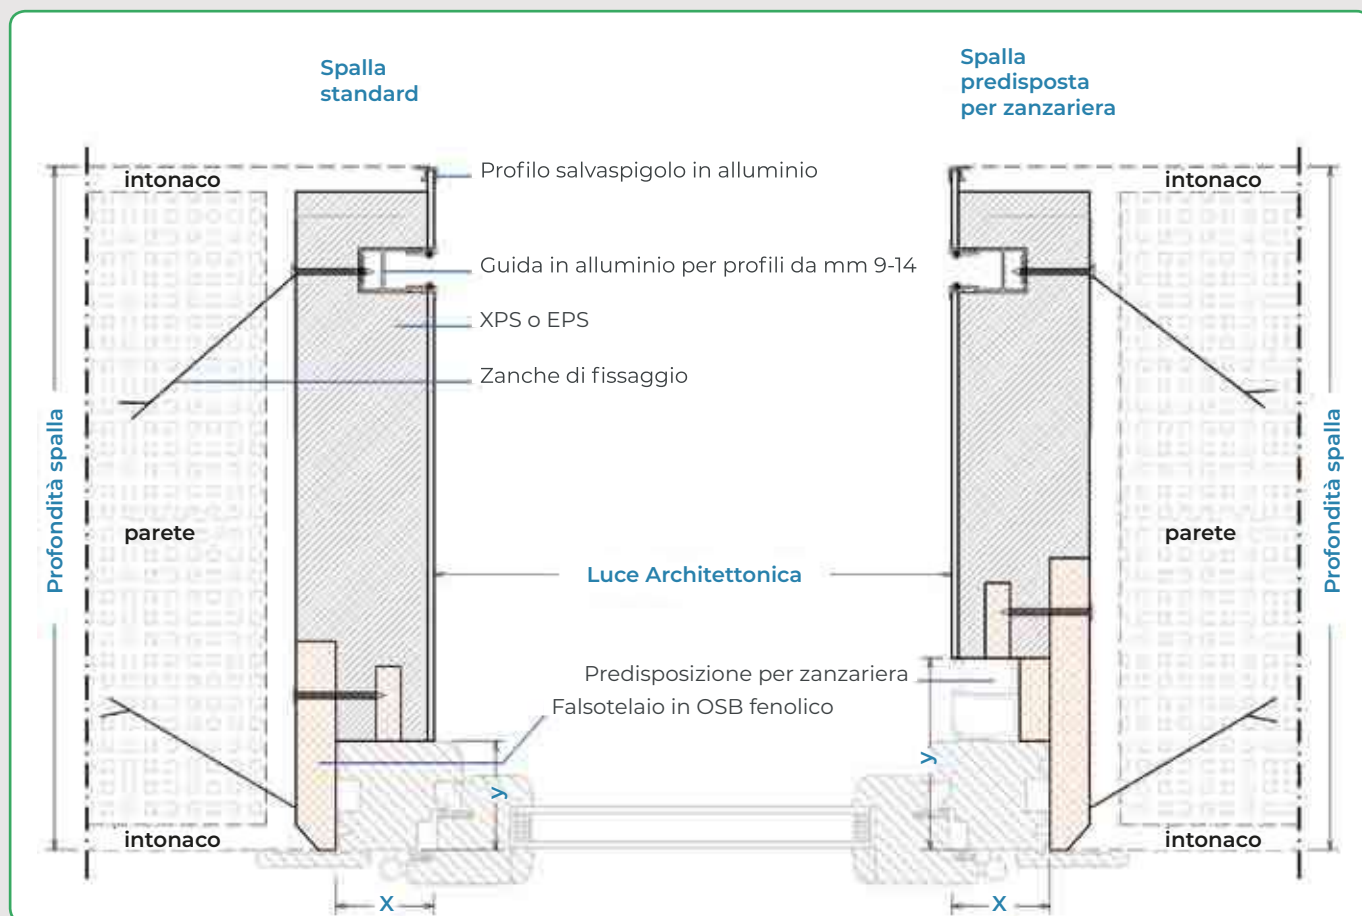 Spalla
standard
Spalla
predisposta
per zanzariera
intonaco
Profilo salvaspigolo in alluminio
intonaco
Guida in alluminio per profili da mm 9-14
XPS o EPS
Zanche di fissaggio
Profondità spalla
Profondità spalla
parete
parete
Luce Architettonica
Predisposizione per zanzariera
Falsotelaio in OSB fenolico
y
y
intonaco
intonaco
X
X